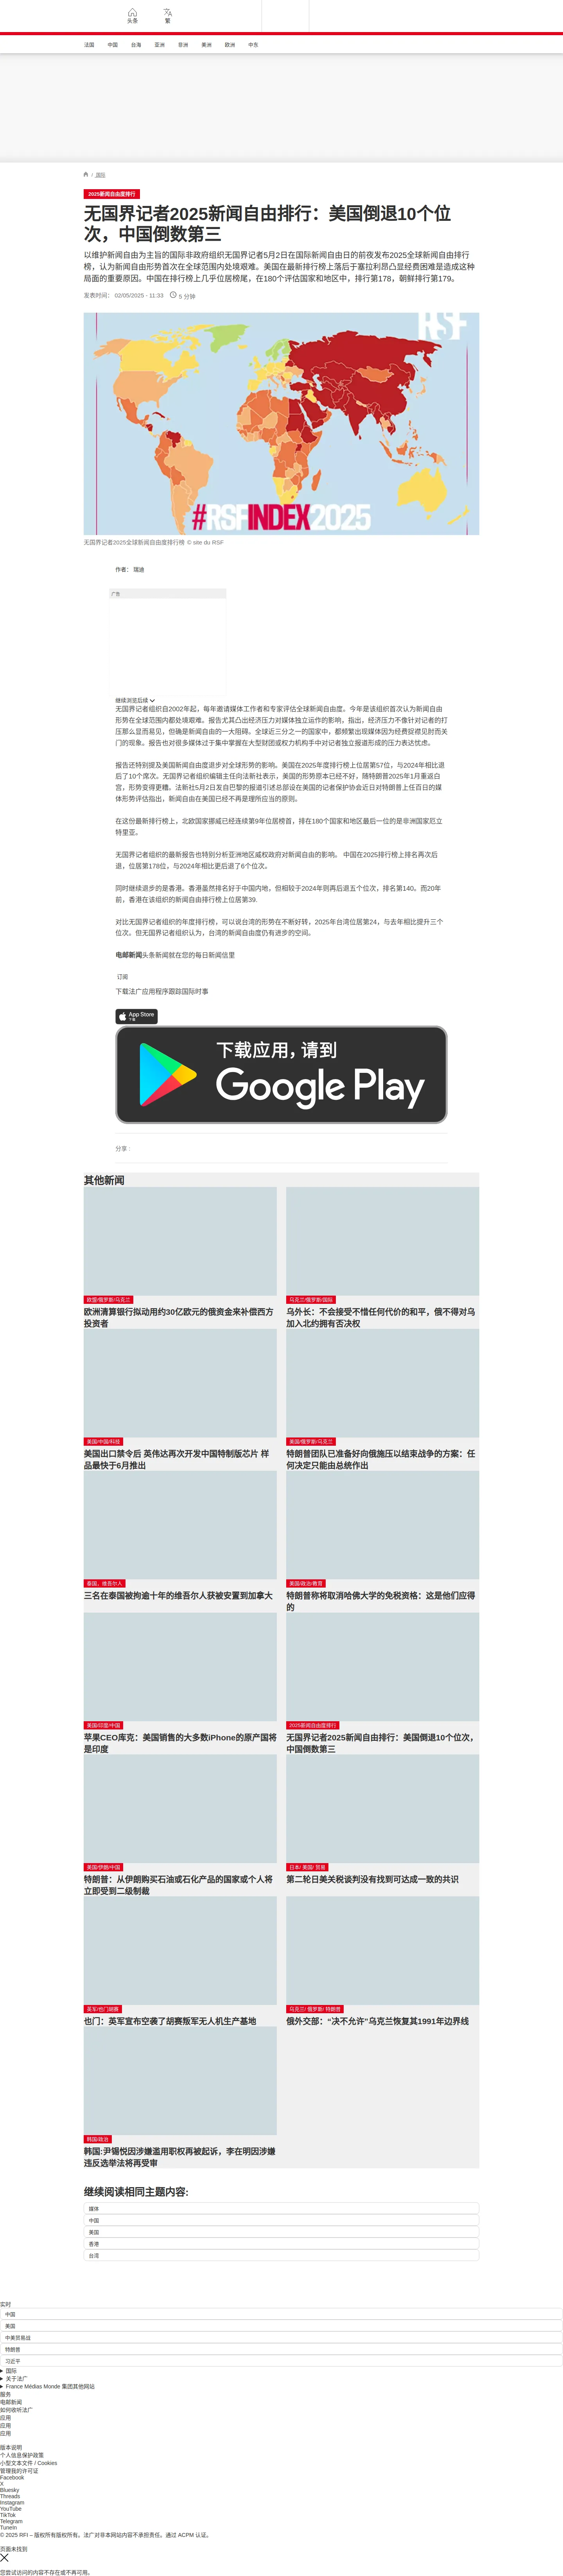 头条
繁
法国
中国
台海
亚洲
非洲
美洲
欧洲
中东
/ 国际
2025新闻自由度排行
无国界记者2025新闻自由排行：美国倒退10个位
次，中国倒数第三
以维护新闻自由为主旨的国际非政府组织无国界记者5月2日在国际新闻自由日的前夜发布2025全球新闻自由排行
榜，认为新闻自由形势首次在全球范围内处境艰难。美国在最新排行榜上落后于塞拉利昂凸显经费困难是造成这种
局面的重要原因。中国在排行榜上几乎位居榜尾，在180个评估国家和地区中，排行第178，朝鲜排行第179。
发表时间： 02/05/2025 - 11:33
5 分钟
RSF
#RSFINDEX2025
无国界记者2025全球新闻自由度排行榜 © site du RSF
作者： 瑞迪
广告
继续浏览后续
无国界记者组织自2002年起，每年邀请媒体工作者和专家评估全球新闻自由度。今年是该组织首次认为新闻自由
形势在全球范围内都处境艰难。报告尤其凸出经济压力对媒体独立运作的影响，指出，经济压力不像针对记者的打
压那么显而易见，但确是新闻自由的一大阻碍。全球近三分之一的国家中，都频繁出现媒体因为经费捉襟见肘而关
门的现象。报告也对很多媒体过于集中掌握在大型财团或权力机构手中对记者独立报道形成的压力表达忧虑。
报告还特别提及美国新闻自由度退步对全球形势的影响。美国在2025年度排行榜上位居第57位，与2024年相比退
后了10个席次。无国界记者组织编辑主任向法新社表示，美国的形势原本已经不好，随特朗普2025年1月重返白
宫，形势变得更糟。法新社5月2日发自巴黎的报道引述总部设在美国的记者保护协会近日对特朗普上任百日的媒
体形势评估指出，新闻自由在美国已经不再是理所应当的原则。
在这份最新排行榜上，北欧国家挪威已经连续第9年位居榜首，排在180个国家和地区最后一位的是非洲国家厄立
特里亚。
无国界记者组织的最新报告也特别分析亚洲地区威权政府对新闻自由的影响。 中国在2025排行榜上排名再次后
退，位居第178位，与2024年相比更后退了6个位次。
同时继续退步的是香港。香港虽然排名好于中国内地，但相较于2024年则再后退五个位次，排名第140。而20年
前，香港在该组织的新闻自由排行榜上位居第39.
对比无国界记者组织的年度排行榜，可以说台湾的形势在不断好转，2025年台湾位居第24，与去年相比提升三个
位次。但无国界记者组织认为，台湾的新闻自由度仍有进步的空间。
电邮新闻头条新闻就在您的每日新闻信里
订阅
下载法广应用程序跟踪国际时事
App Store
下载
下载应用，请到
Google Play
分享 :
其他新闻
欧盟/俄罗斯/乌克兰
欧洲清算银行拟动用约30亿欧元的俄资金来补偿西方
投资者
乌克兰/俄罗斯/国际
乌外长：不会接受不惜任何代价的和平，俄不得对乌
加入北约拥有否决权
美国/中国/科技
美国出口禁令后 英伟达再次开发中国特制版芯片 样
品最快于6月推出
美国/俄罗斯/乌克兰
特朗普团队已准备好向俄施压以结束战争的方案：任
何决定只能由总统作出
泰国、维吾尔人
三名在泰国被拘逾十年的维吾尔人获被安置到加拿大
美国/政治/教育
特朗普称将取消哈佛大学的免税资格：这是他们应得
的
美国/印度/中国
苹果CEO库克：美国销售的大多数iPhone的原产国将
是印度
2025新闻自由度排行
无国界记者2025新闻自由排行：美国倒退10个位次，
中国倒数第三
美国/伊朗/中国
特朗普：从伊朗购买石油或石化产品的国家或个人将
立即受到二级制裁
日本/ 美国/ 贸易
第二轮日美关税谈判没有找到可达成一致的共识
英军/也门胡赛
也门：英军宣布空袭了胡赛叛军无人机生产基地
乌克兰/ 俄罗斯/ 特朗普
俄外交部：“决不允许”乌克兰恢复其1991年边界线
韩国/政治
韩国:尹锡悦因涉嫌滥用职权再被起诉，李在明因涉嫌
违反选举法将再受审
继续阅读相同主题内容:
媒体
中国
美国
香港
台湾
实时
中国
美国
中美贸易战
特朗普
习近平
国际
关于法广
France Médias Monde 集团其他网站
服务
电邮新闻
如何收听法广
应用
应用
应用
版本说明
个人信息保护政策
小型文本文件 / Cookies
管理我的许可证
Facebook
X
Bluesky
Threads
Instagram
YouTube
TikTok
Telegram
TuneIn
© 2025 RFI – 版权所有版权所有。法广对非本网站内容不承担责任。通过 ACPM 认证。
页面未找到
您尝试访问的内容不存在或不再可用。